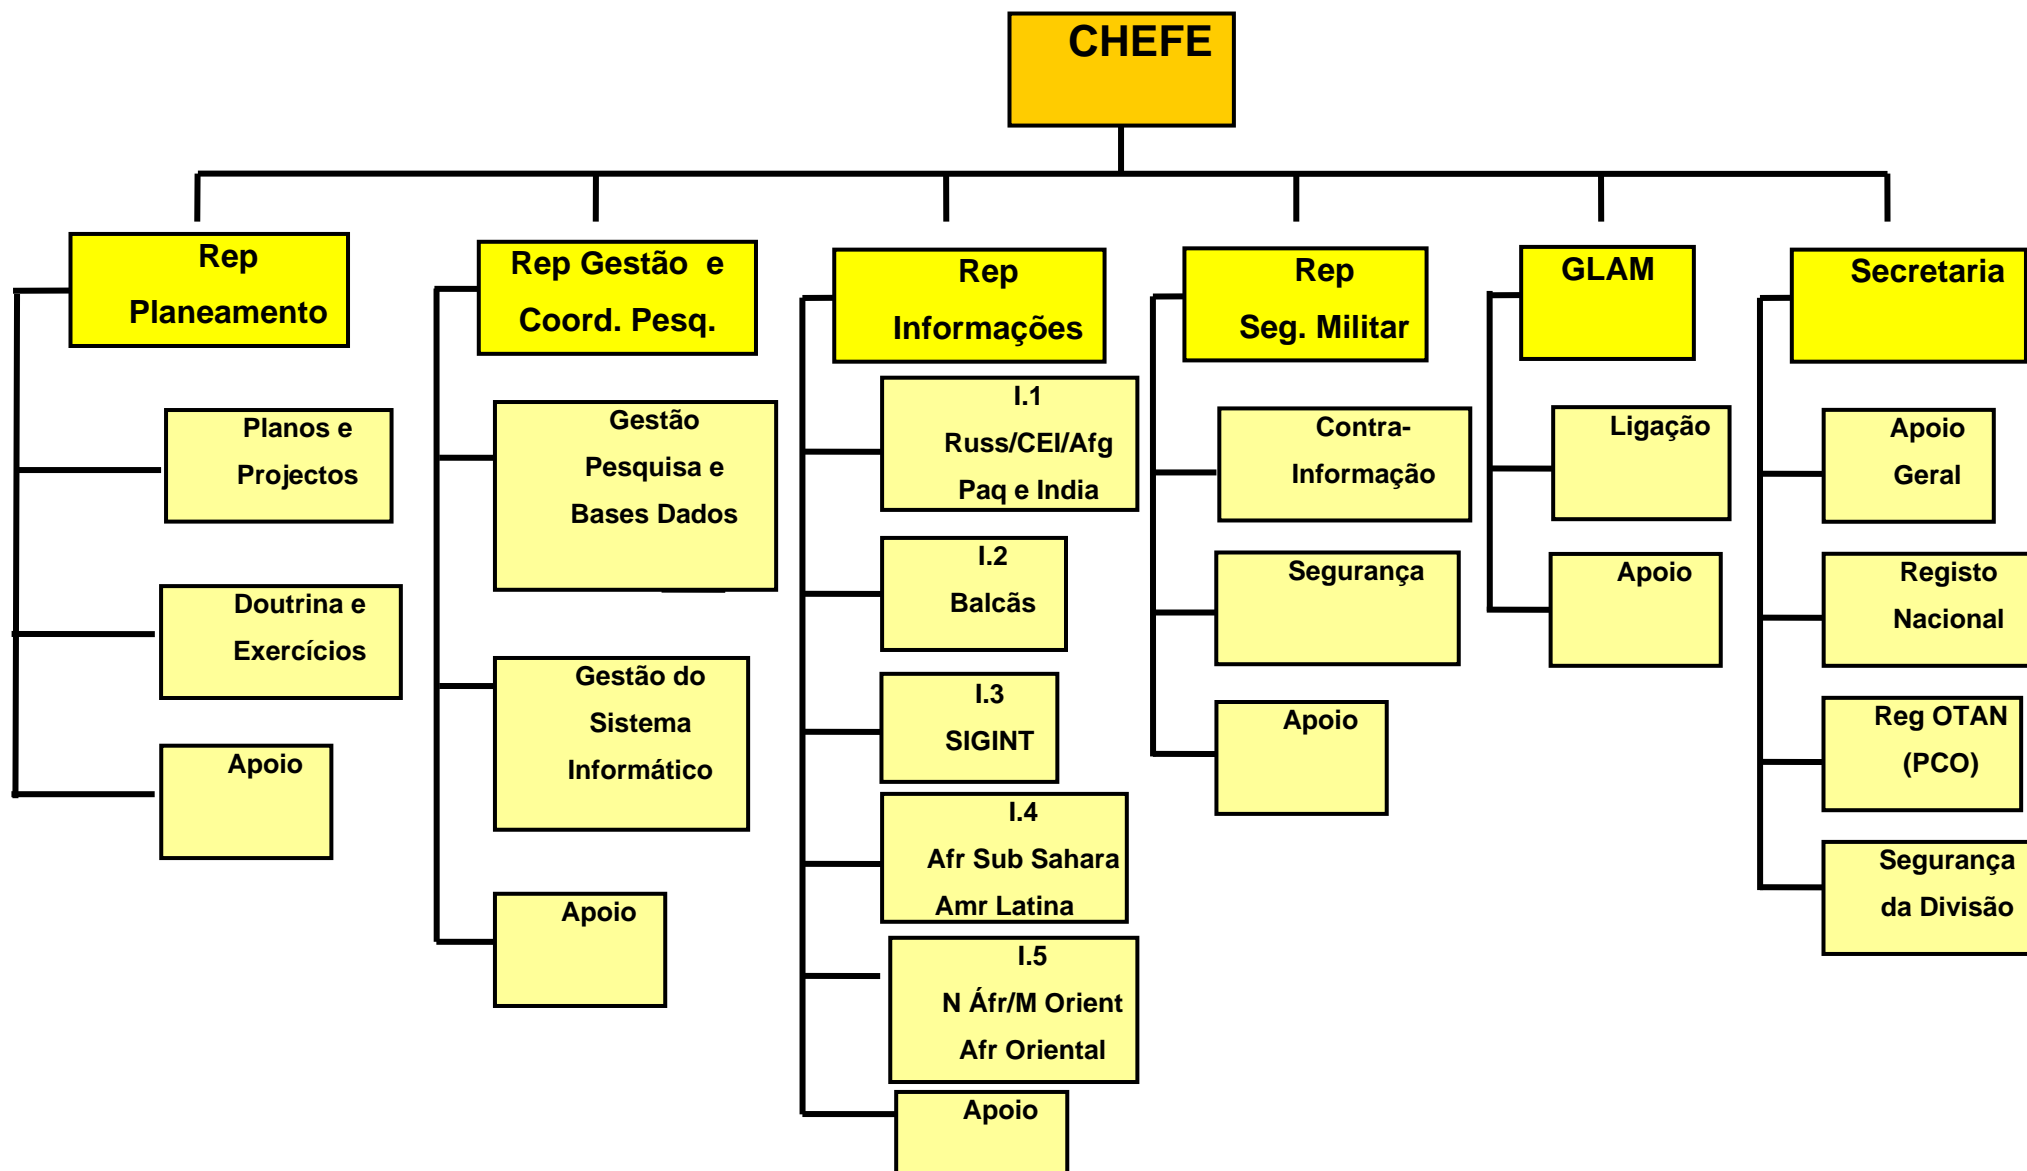 CHEFE
Rep
Planeamento
Planos e
Projectos
Doutrina e
Exercícios
Apoio
Rep Gestão e
Coord. Pesq.
Gestão
Pesquisa e
Bases Dados
Gestão do
Sistema
Informático
Apoio
Rep
Informações
I.1
Russ/CEI/Afg
Paq e India
I.2
Balcãs
I.3
SIGINT
I.4
Afr Sub Sahara
Amr Latina
I.5
N Áfr/M Orient
Afr Oriental
Apoio
Rep
Seg. Militar
Contra-
Informação
Segurança
Apoio
GLAM
Ligação
Apoio
Secretaria
Apoio
Geral
Registo
Nacional
Reg OTAN
(PCO)
Segurança
da Divisão